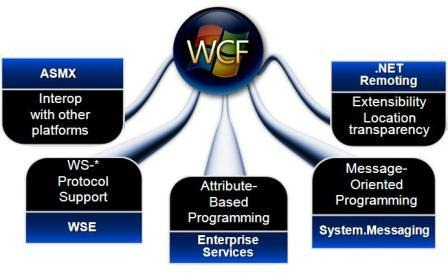 WCF
ASMX
Interop
with other
platforms
.NET
Remoting
Extensibility
Location
transparency
WS-*
Protocol
Support
WSE
Attribute-
Based
Programming
Enterprise
Services
Message-
Oriented
Programming
System.Messaging